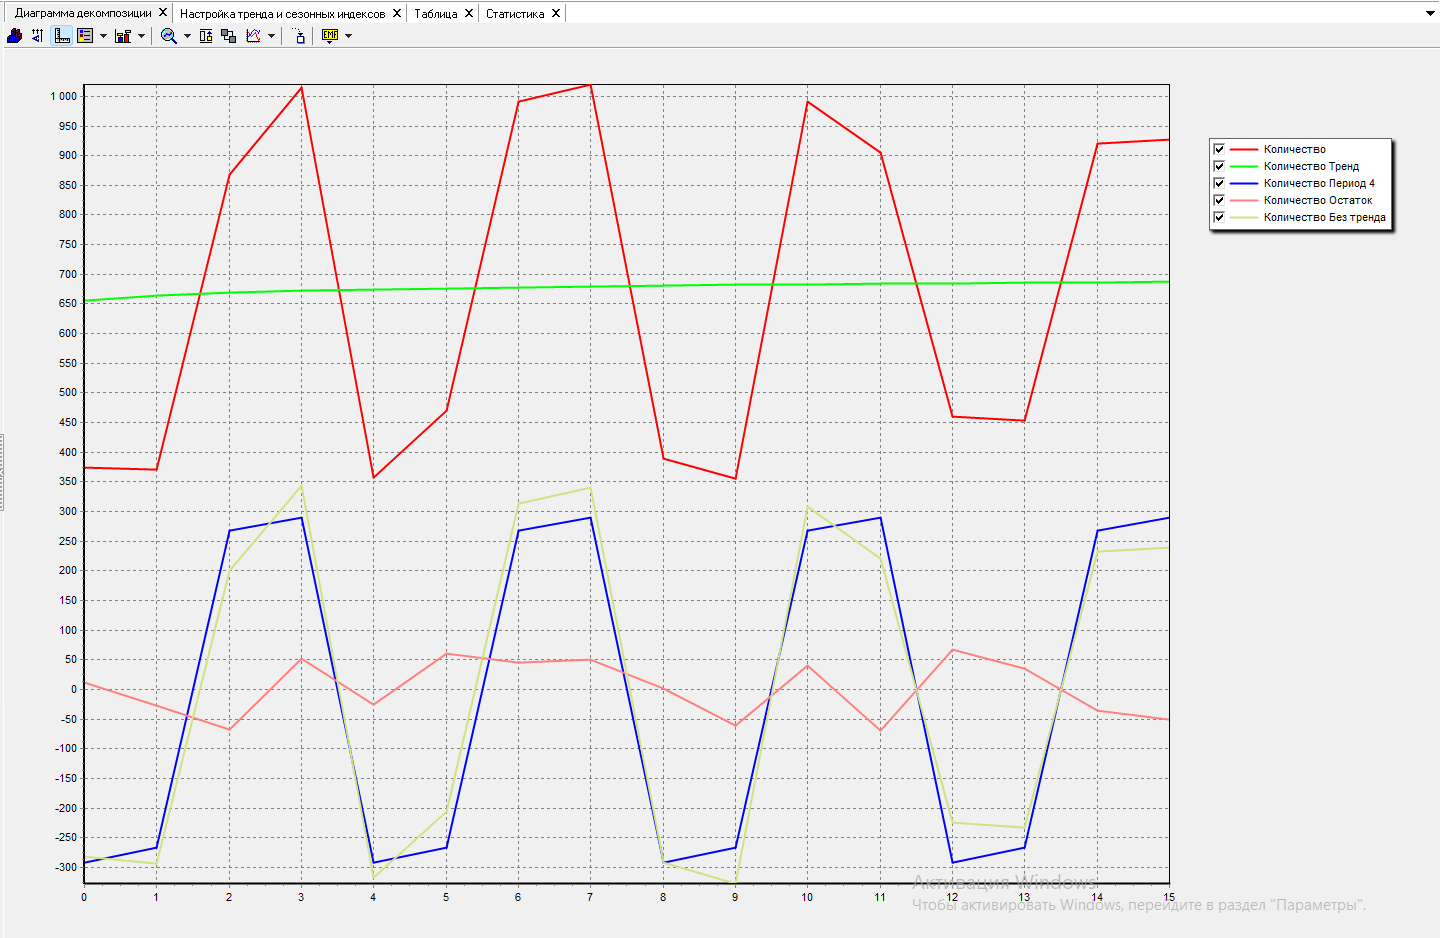 Диаграмма декомпозиции X Настройка тренда и сезонных индексов X Таблица X Статистика X
EMF
1 000
950
900
850
800
750
700
650
600
550
500
450
400
350
300
250
200
150
100
50
0
-50
-100
-150
-200
-250
-300
0 1 2 3 4 5 6 7 8 9 10 11 12 13 14 15
Количество
Количество Тренд
Количество Период 4
Количество Остаток
Количество Без тренда
Активация Windows
Чтобы активировать Windows, перейдите в раздел "Параметры".